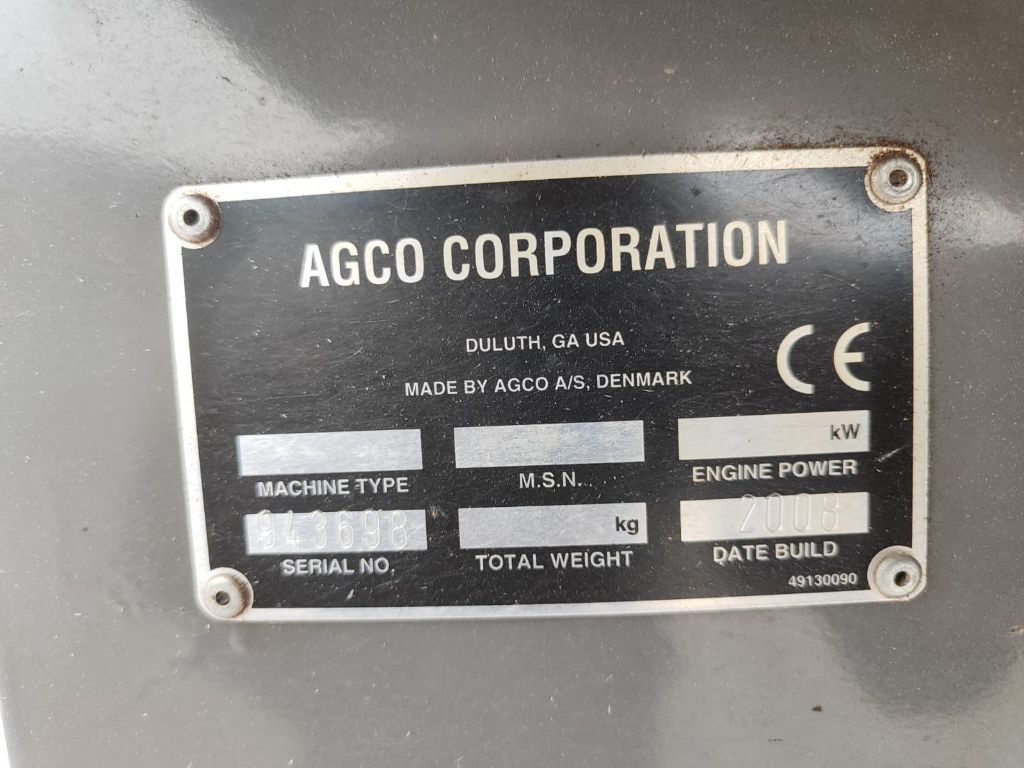 AGCO CORPORATION
DULUTH, GA USA
MADE BY AGCO A/S, DENMARK
CE
kW
MACHINE TYPE M.S.N. ENGINE POWER
943698 kg 2008
SERIAL NO. TOTAL WEIGHT DATE BUILD
49130090